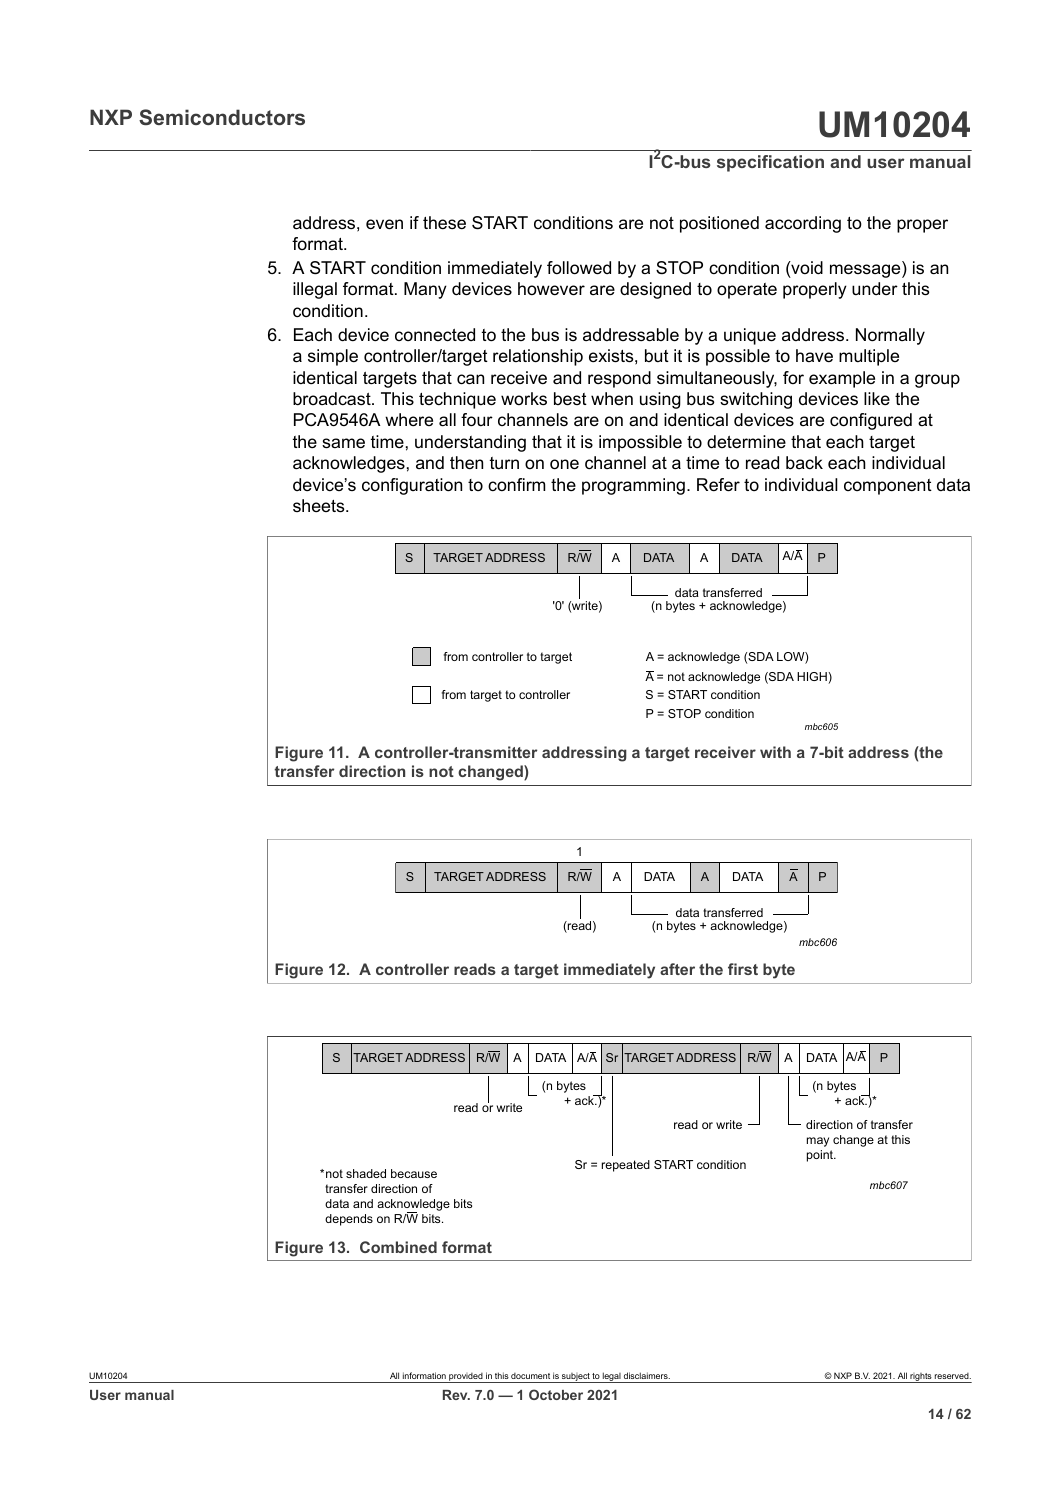 NXP Semiconductors
UM10204
I²C-bus specification and user manual
address, even if these START conditions are not positioned according to the proper
format.
5. A START condition immediately followed by a STOP condition (void message) is an
illegal format. Many devices however are designed to operate properly under this
condition.
6. Each device connected to the bus is addressable by a unique address. Normally
a simple controller/target relationship exists, but it is possible to have multiple
identical targets that can receive and respond simultaneously, for example in a group
broadcast. This technique works best when using bus switching devices like the
PCA9546A where all four channels are on and identical devices are configured at
the same time, understanding that it is impossible to determine that each target
acknowledges, and then turn on one channel at a time to read back each individual
device's configuration to confirm the programming. Refer to individual component data
sheets.
S TARGET ADDRESS R/W̅ A DATA A DATA A/A̅ P
data transferred
'0' (write) (n bytes + acknowledge)
from controller to target A = acknowledge (SDA LOW)
A̅ = not acknowledge (SDA HIGH)
from target to controller S = START condition
P = STOP condition
mbc605
Figure 11. A controller-transmitter addressing a target receiver with a 7-bit address (the
transfer direction is not changed)
1
S TARGET ADDRESS R/W̅ A DATA A DATA A̅ P
data transferred
(read) (n bytes + acknowledge)
mbc606
Figure 12. A controller reads a target immediately after the first byte
S TARGET ADDRESS R/W̅ A DATA A/A̅ Sr TARGET ADDRESS R/W̅ A DATA A/A̅ P
(n bytes (n bytes
+ ack.)* + ack.)*
read or write
read or write direction of transfer
may change at this
point.
Sr = repeated START condition
*not shaded because
transfer direction of mbc607
data and acknowledge bits
depends on R/W̅ bits.
Figure 13. Combined format
UM10204 All information provided in this document is subject to legal disclaimers. © NXP B.V. 2021. All rights reserved.
User manual Rev. 7.0 — 1 October 2021
14 / 62